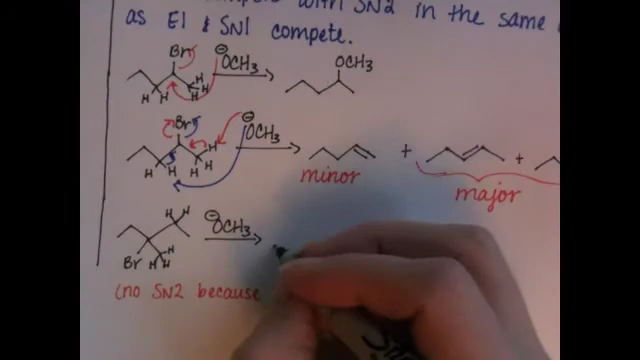 compete with SN2 in the same
as E1 & SN1 compete.
Br
⊖OCH3
OCH3
H H H H H
Br
⊖OCH3
H H H H
+ +
minor
major
H H
⊖OCH3
Br H H H
(no SN2 because